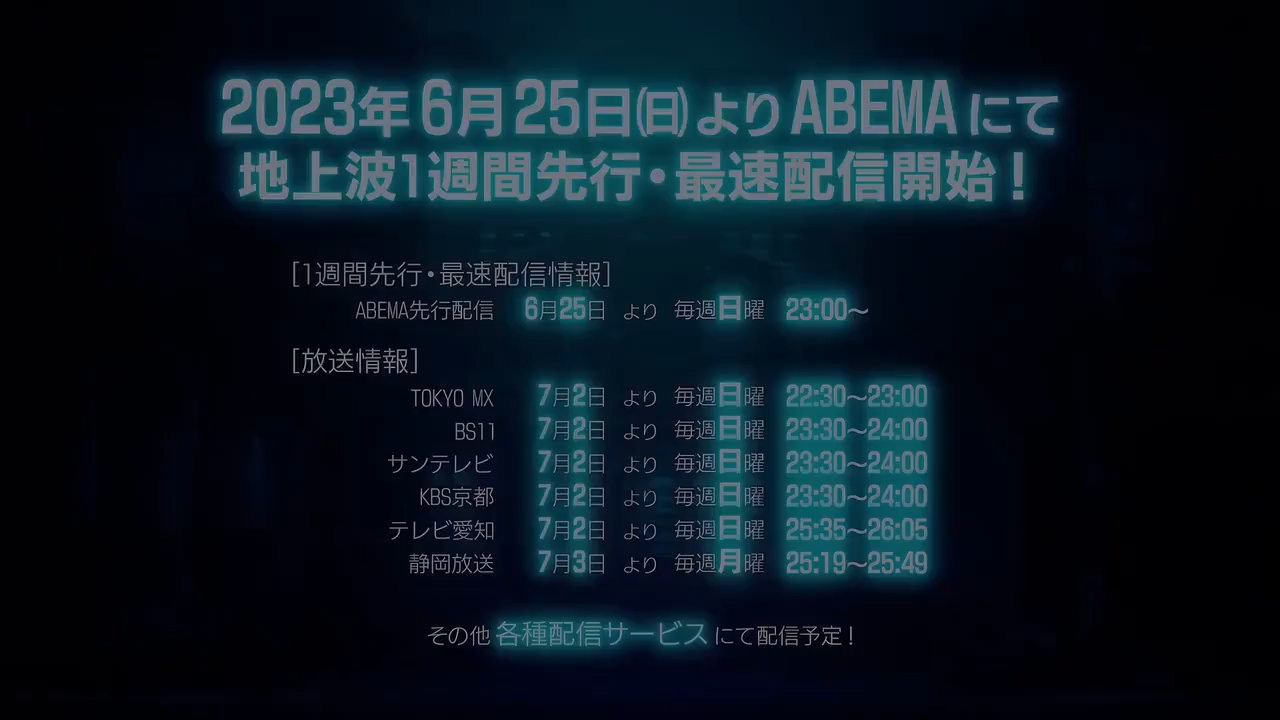 2023年6月25日(日)よりABEMAにて
地上波1週間先行・最速配信開始！
[1週間先行・最速配信情報]
ABEMA先行配信 6月25日 より 毎週日曜 23:00～
[放送情報]
TOKYO MX 7月2日 より 毎週日曜 22:30～23:00
BS11 7月2日 より 毎週日曜 23:30～24:00
サンテレビ 7月2日 より 毎週日曜 23:30～24:00
KBS京都 7月2日 より 毎週日曜 23:30～24:00
テレビ愛知 7月2日 より 毎週日曜 25:35～26:05
静岡放送 7月3日 より 毎週月曜 25:19～25:49
その他 各種配信サービス にて配信予定！